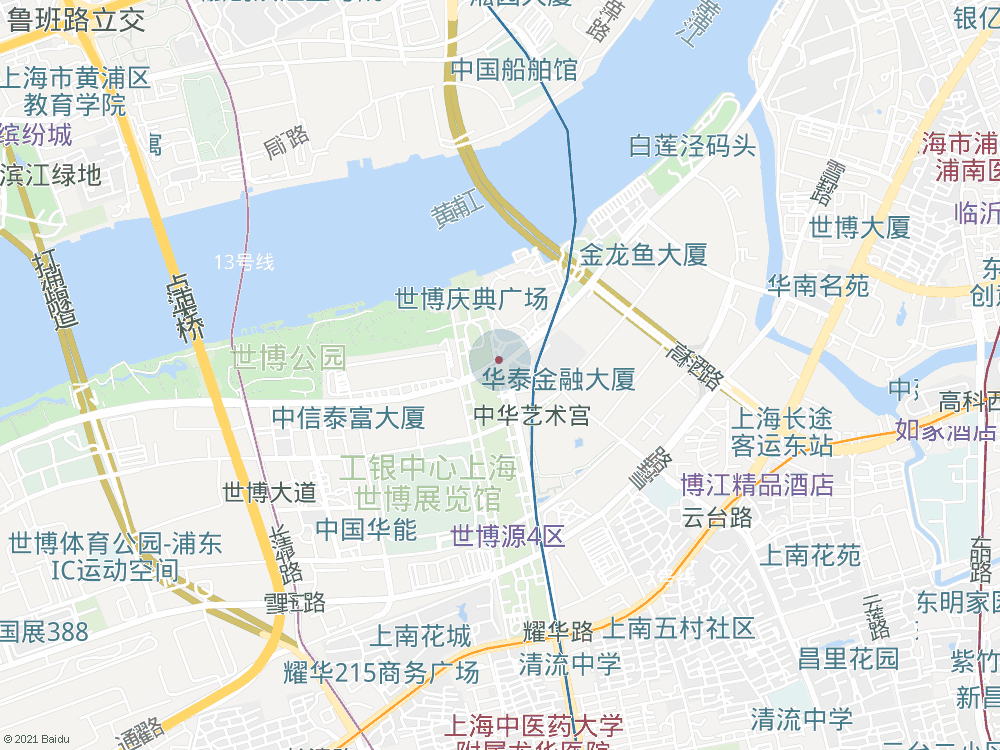 鲁班路立交
银亿
中国船舶馆
上海市黄浦区
教育学院
缤纷城
局门路
白莲泾码头
滨江绿地
浦南医
临沂
黄浦江
世博大厦
金龙鱼大厦
13号线
华南名苑
世博庆典广场
打浦路隧道
卢浦大桥
世博公园
华泰金融大厦
高科西
中信泰富大厦
中华艺术宫
上海长途
客运东站
如家酒店
工银中心上海
世博展览馆
世博大道
博江精品酒店
云台路
中国华能
世博源4区
世博体育公园-浦东
IC运动空间
上南花苑
东明家园
国展388
上南花城
耀华路
上南五村社区
耀华215商务广场
清流中学
昌里花园
紫竹
新昌
清流中学
上海中医药大学
附属龙华医院
© 2021 Baidu